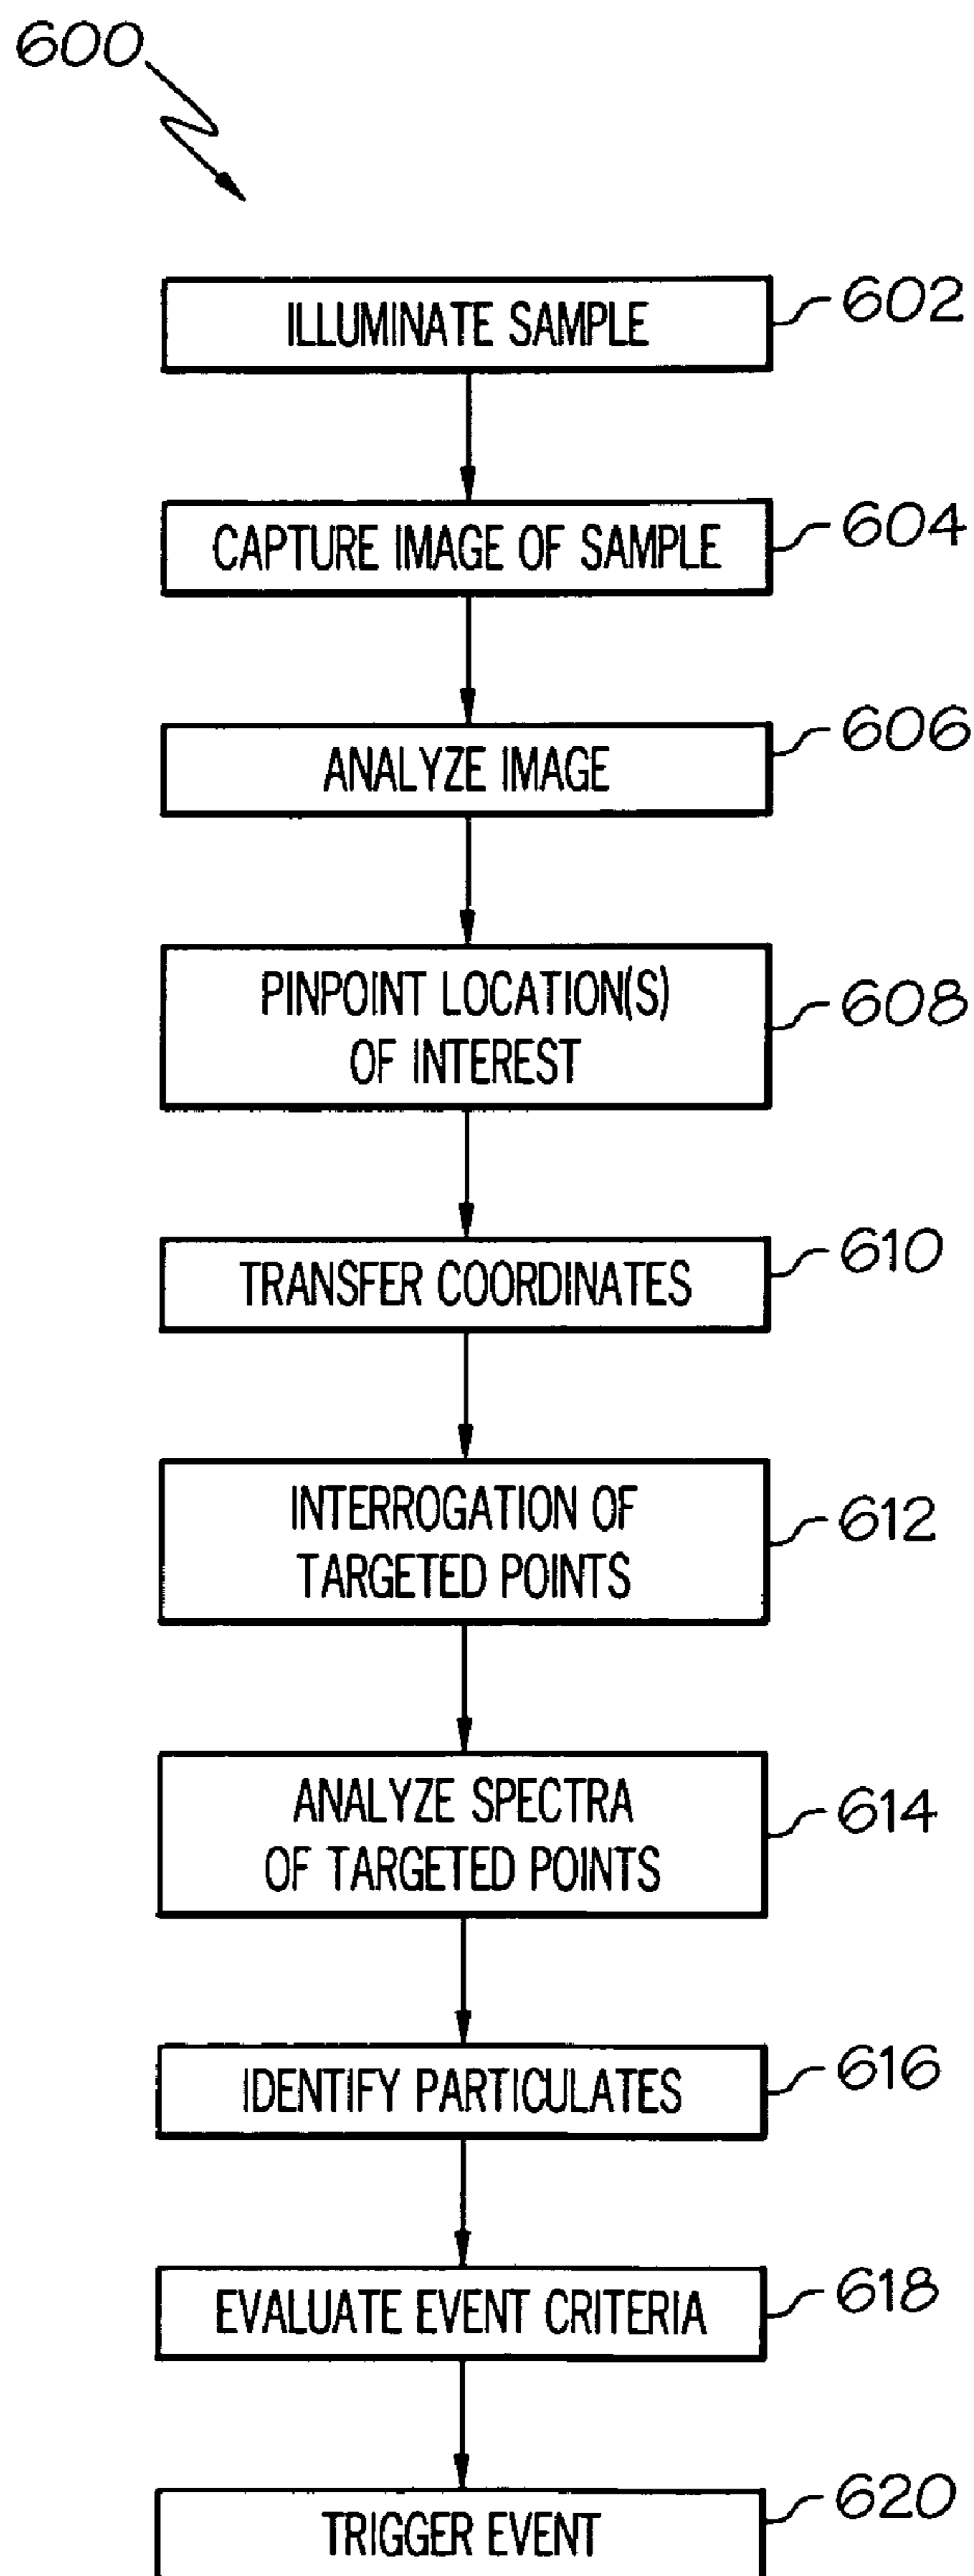 600
ILLUMINATE SAMPLE
602
CAPTURE IMAGE OF SAMPLE
604
ANALYZE IMAGE
606
PINPOINT LOCATION(S)
OF INTEREST
608
TRANSFER COORDINATES
610
INTERROGATION OF
TARGETED POINTS
612
ANALYZE SPECTRA
OF TARGETED POINTS
614
IDENTIFY PARTICULATES
616
EVALUATE EVENT CRITERIA
618
TRIGGER EVENT
620